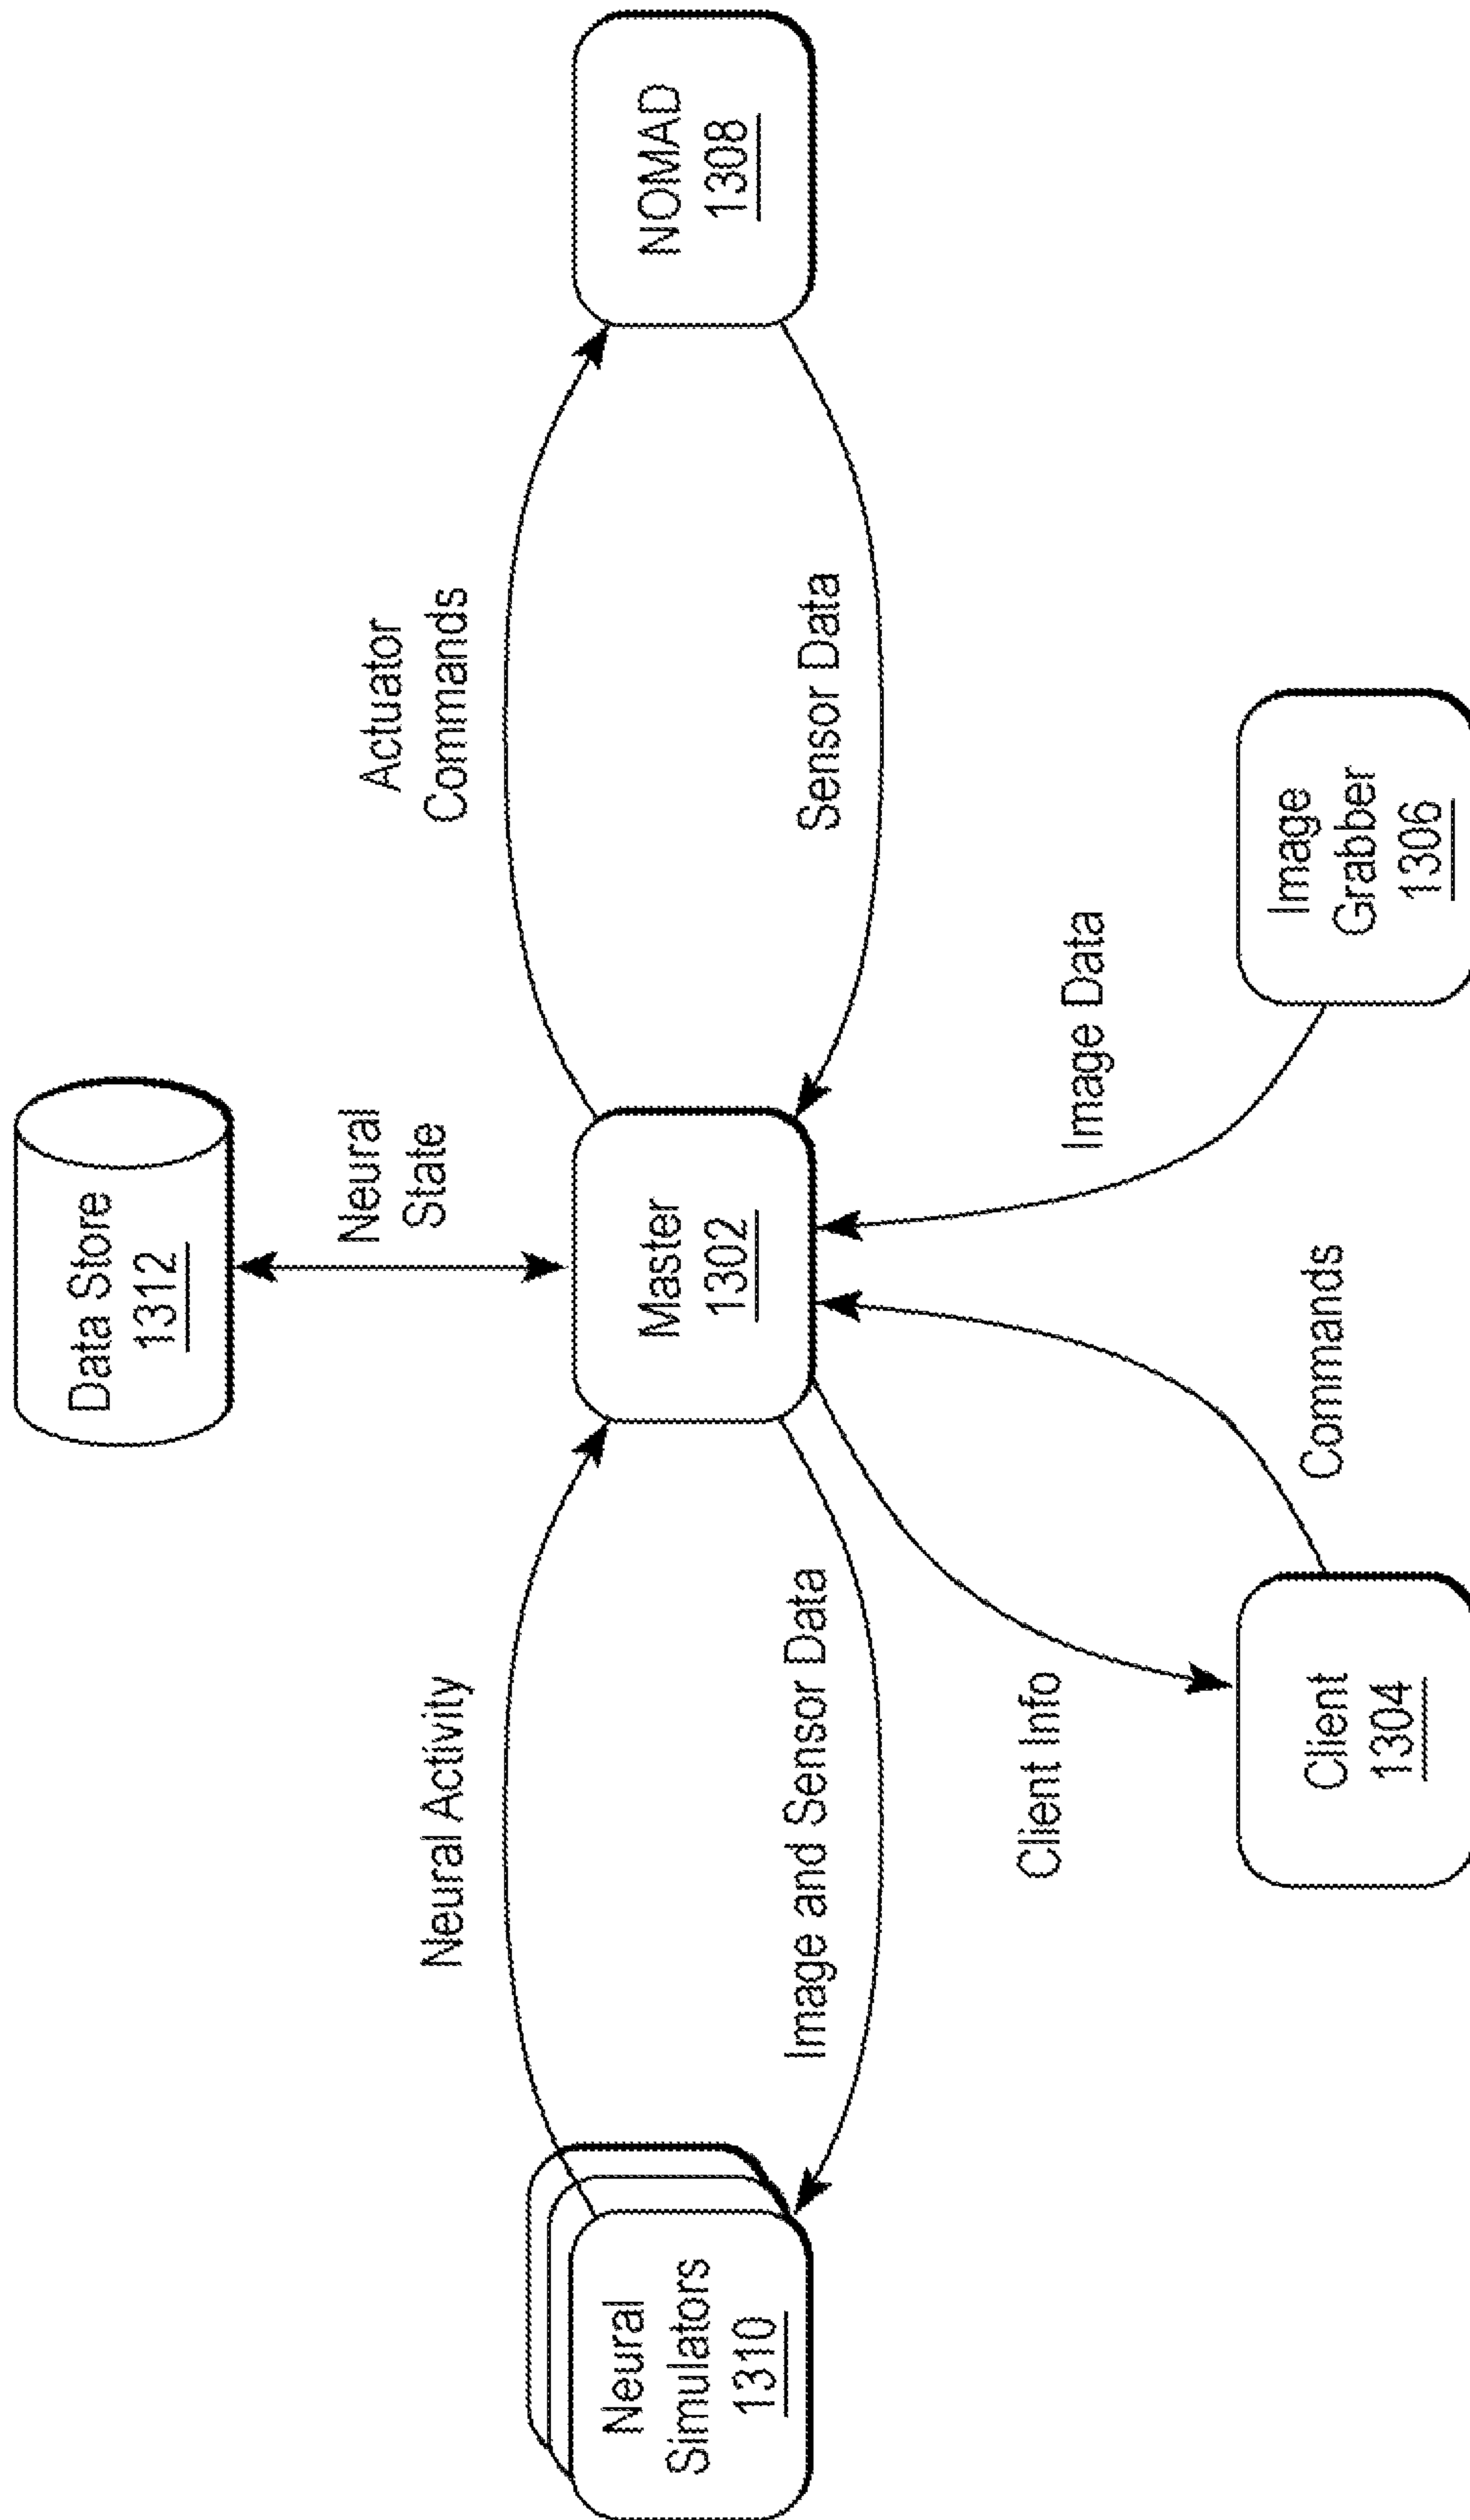 Data Store
1312
Neural
State
Neural Activity
Actuator
Commands
Neural
Simulators
1310
Master
1302
NOMAD
1308
Image and Sensor Data
Sensor Data
Client Info
Image Data
Commands
Client
1304
Image
Grabber
1306